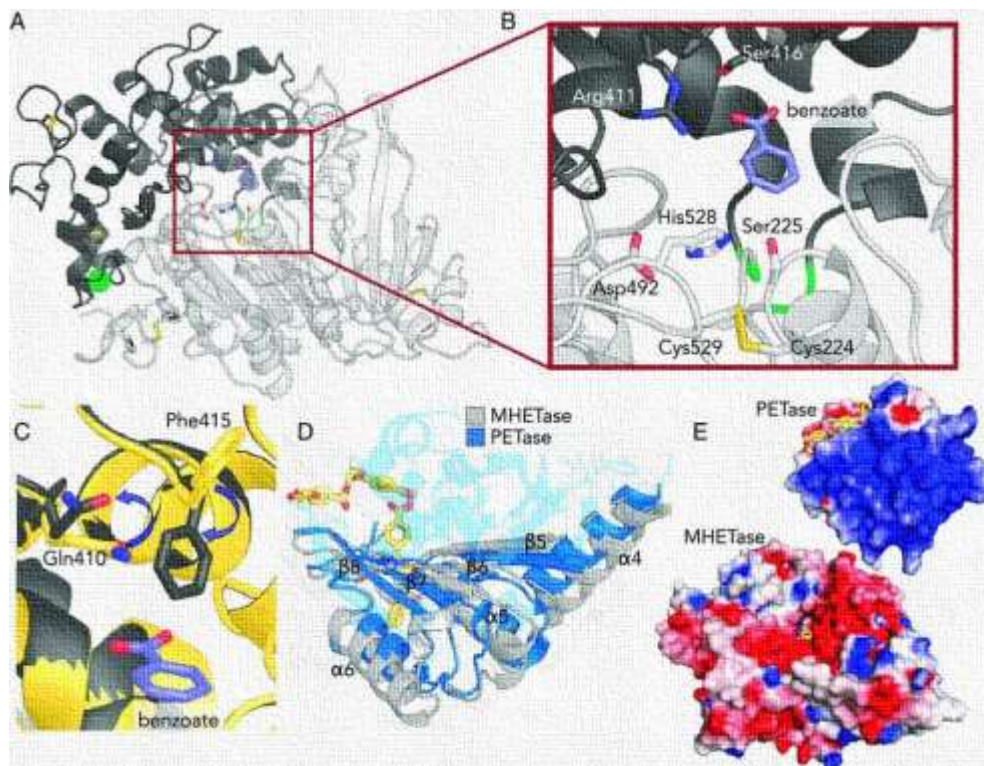 A
B
Ser416
Arg411
benzoate
His528
Ser225
Asp492
Cys529
Cys224
C
Phe415
Gln410
benzoate
D
MHETase
PETase
β5
β8
β7
β6
α4
α5
α6
E
PETase
MHETase